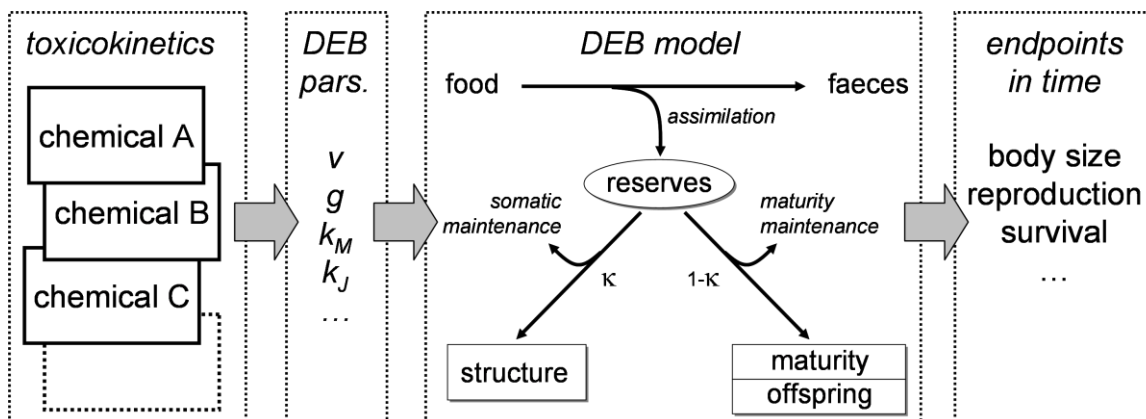 toxicokinetics
chemical A
chemical B
chemical C
DEB
pars.
v
g
k_M
k_J
...
DEB model
food
faeces
assimilation
reserves
somatic
maintenance
maturity
maintenance
κ
1-κ
structure
maturity
offspring
endpoints
in time
body size
reproduction
survival
...